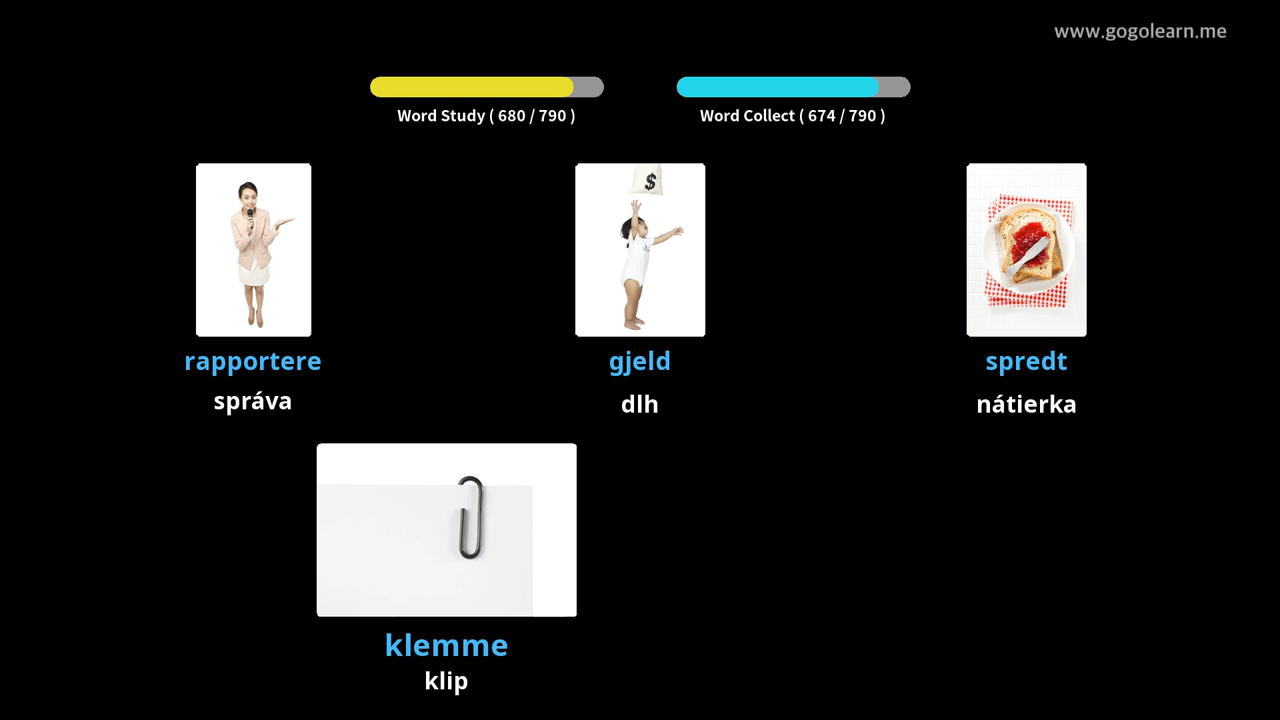 www.gogolearn.me
Word Study ( 680 / 790 )
Word Collect ( 674 / 790 )
$
rapportere
gjeld
spredt
správa
dlh
nátierka
klemme
klip